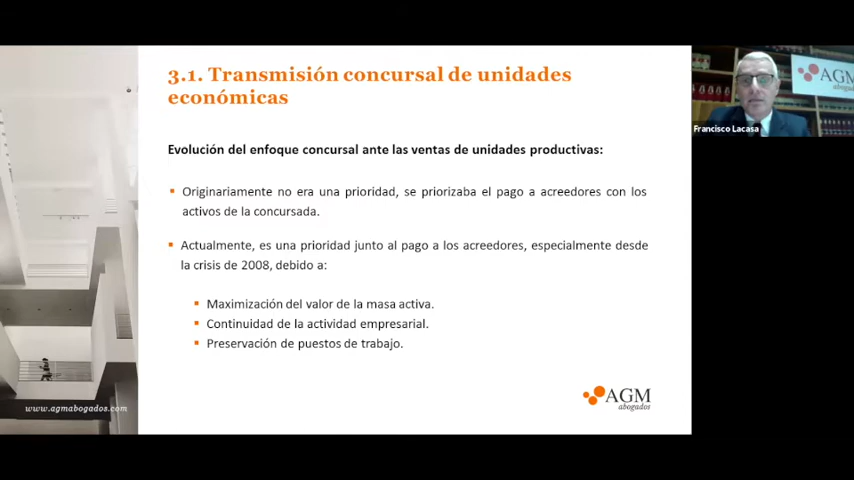 3.1. Transmisión concursal de unidades
económicas
Evolución del enfoque concursal ante las ventas de unidades productivas:
Originariamente no era una prioridad, se priorizaba el pago a acreedores con los
activos de la concursada.
Actualmente, es una prioridad junto al pago a los acreedores, especialmente desde
la crisis de 2008, debido a:
Maximización del valor de la masa activa.
Continuidad de la actividad empresarial.
Preservación de puestos de trabajo.
www.agmabogados.com
AGM
abogados
AGM
abogados
Francisco Lacasa